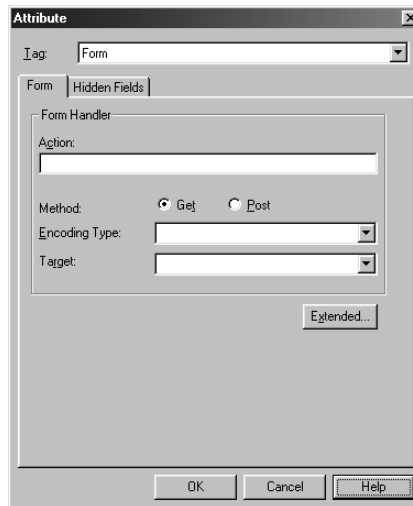 Attribute
Tag: Form
Form Hidden Fields
Form Handler
Action:
Method: Get Post
Encoding Type:
Target:
Extended...
OK Cancel Help